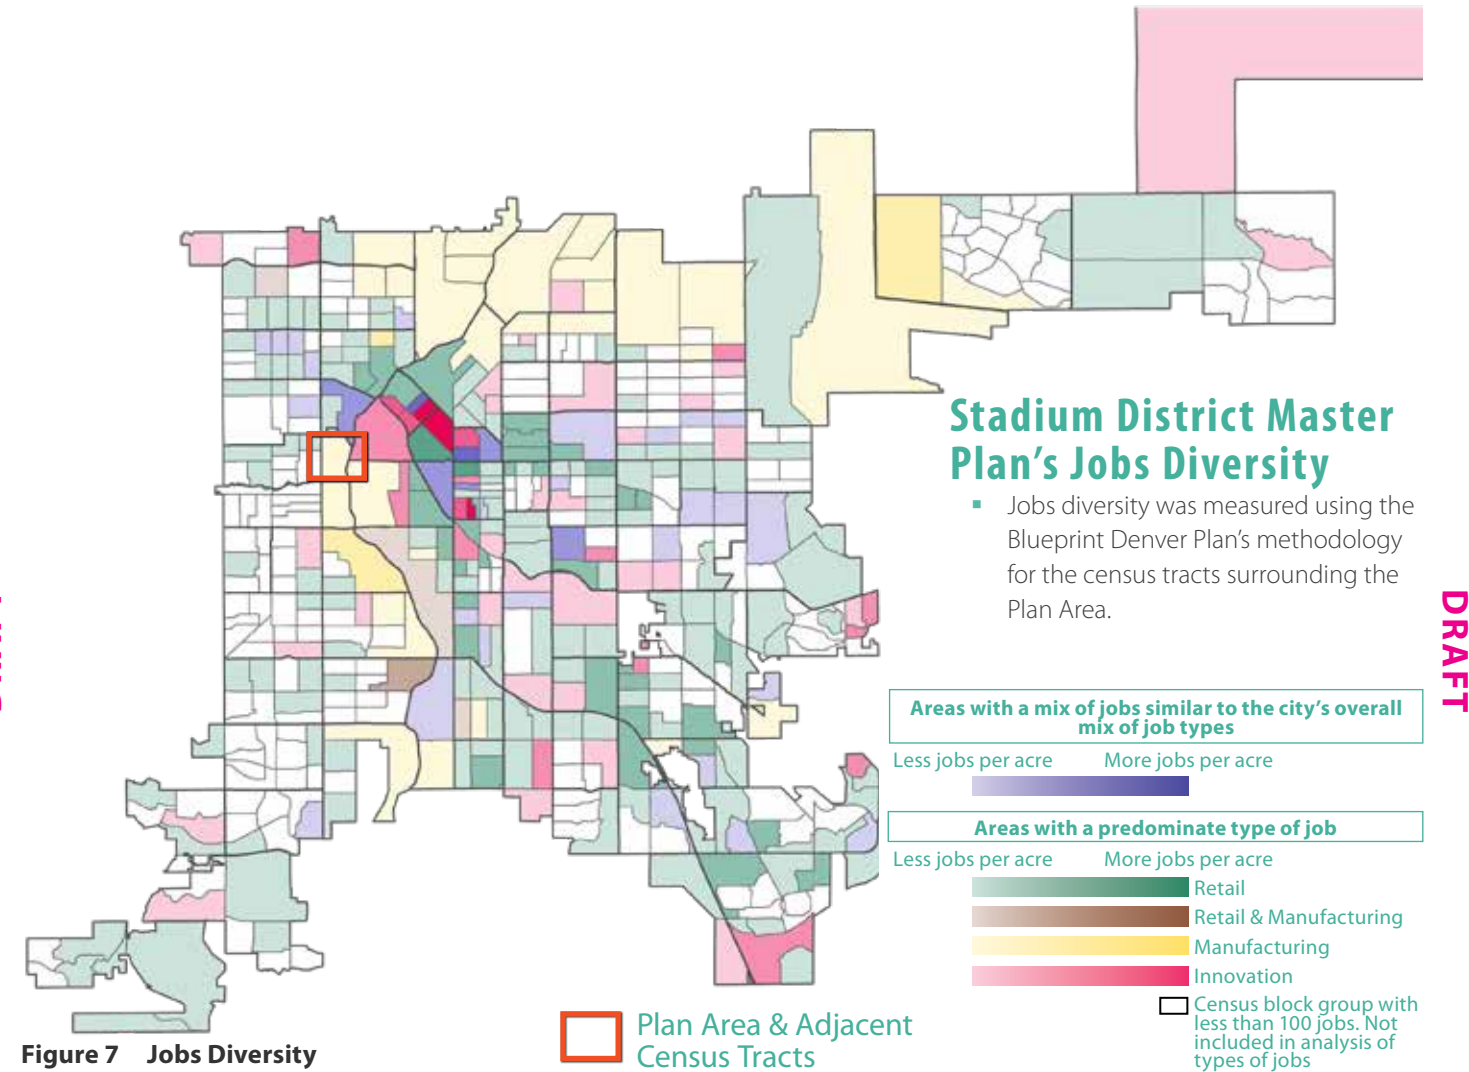 Stadium District Master
Plan's Jobs Diversity
▪ Jobs diversity was measured using the
Blueprint Denver Plan's methodology
for the census tracts surrounding the
Plan Area.
DRAFT
Areas with a mix of jobs similar to the city's overall
mix of job types
Less jobs per acre More jobs per acre
Areas with a predominate type of job
Less jobs per acre More jobs per acre
Retail
Retail & Manufacturing
Manufacturing
Innovation
Census block group with
less than 100 jobs. Not
included in analysis of
types of jobs
Plan Area & Adjacent
Census Tracts
Figure 7 Jobs Diversity